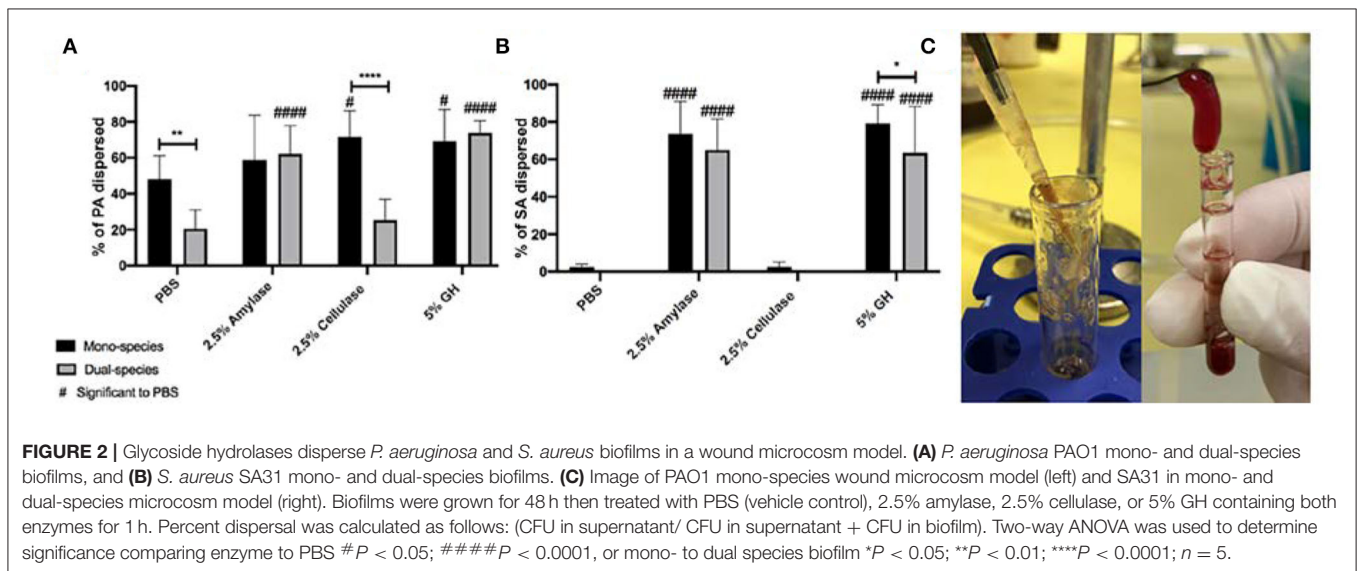 A
B
C
% of PA dispersed
100
80
60
40
20
0
**
####
#
****
#
####
PBS
2.5% Amylase
2.5% Cellulase
5% GH
Mono-species
Dual-species
# Significant to PBS
% of SA dispersed
100
80
60
40
20
0
####
####
*
####
####
PBS
2.5% Amylase
2.5% Cellulase
5% GH
FIGURE 2 | Glycoside hydrolases disperse P. aeruginosa and S. aureus biofilms in a wound microcosm model. (A) P. aeruginosa PAO1 mono- and dual-species
biofilms, and (B) S. aureus SA31 mono- and dual-species biofilms. (C) Image of PAO1 mono-species wound microcosm model (left) and SA31 in mono- and
dual-species microcosm model (right). Biofilms were grown for 48 h then treated with PBS (vehicle control), 2.5% amylase, 2.5% cellulase, or 5% GH containing both
enzymes for 1 h. Percent dispersal was calculated as follows: (CFU in supernatant/ CFU in supernatant + CFU in biofilm). Two-way ANOVA was used to determine
significance comparing enzyme to PBS #P < 0.05; ####P < 0.0001, or mono- to dual species biofilm *P < 0.05; **P < 0.01; ****P < 0.0001; n = 5.